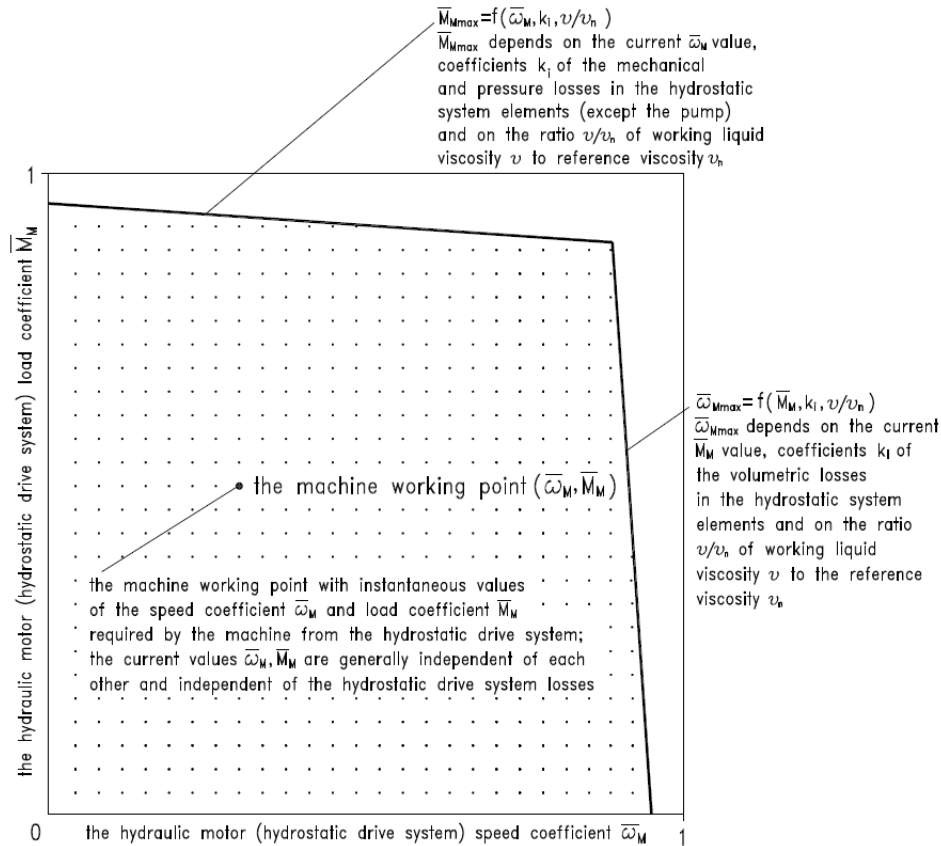 M̅Mmax=f(ω̅M, ki, υ/υn)
M̅Mmax depends on the current ω̅M value,
coefficients ki of the mechanical
and pressure losses in the hydrostatic
system elements (except the pump)
and on the ratio υ/υn of working liquid
viscosity υ to reference viscosity υn
1
the hydraulic motor (hydrostatic drive system) load coefficient M̅M
ω̅Mmax=f(M̅M, ki, υ/υn)
ω̅Mmax depends on the current
M̅M value, coefficients ki of
the volumetric losses
in the hydrostatic system
elements and on the ratio
υ/υn of working liquid
viscosity υ to the reference
viscosity υn
the machine working point (ω̅M, M̅M)
the machine working point with instantaneous values
of the speed coefficient ω̅M and load coefficient M̅M
required by the machine from the hydrostatic drive system;
the current values ω̅M, M̅M are generally independent of each
other and independent of the hydrostatic drive system losses
0
the hydraulic motor (hydrostatic drive system) speed coefficient ω̅M
1